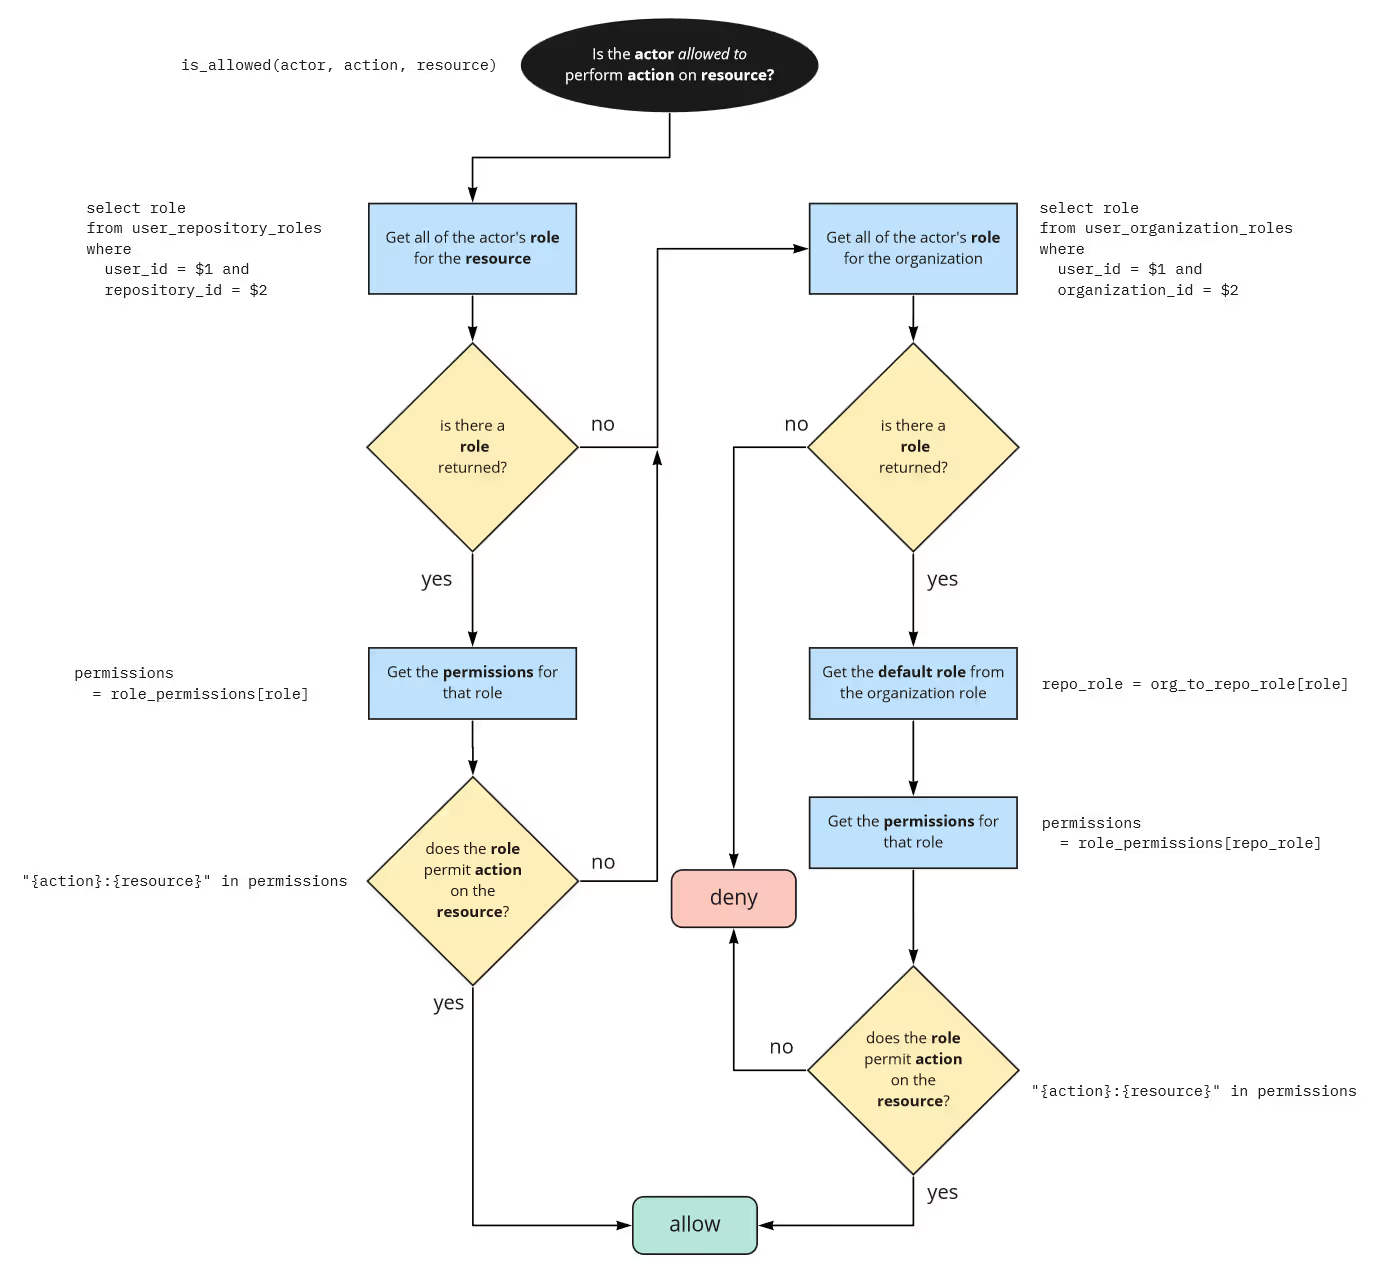 is_allowed(actor, action, resource)
Is the actor allowed to
perform action on resource?
select role
from user_repository_roles
where
  user_id = $1 and
  repository_id = $2
Get all of the actor's role
for the resource
Get all of the actor's role
for the organization
select role
from user_organization_roles
where
  user_id = $1 and
  organization_id = $2
is there a
role
returned?
no
no
is there a
role
returned?
yes
yes
permissions
  = role_permissions[role]
Get the permissions for
that role
Get the default role from
the organization role
repo_role = org_to_repo_role[role]
Get the permissions for
that role
permissions
  = role_permissions[repo_role]
"{action}:{resource}" in permissions
does the role
permit action
on the
resource?
no
deny
yes
no
does the role
permit action
on the
resource?
"{action}:{resource}" in permissions
yes
allow